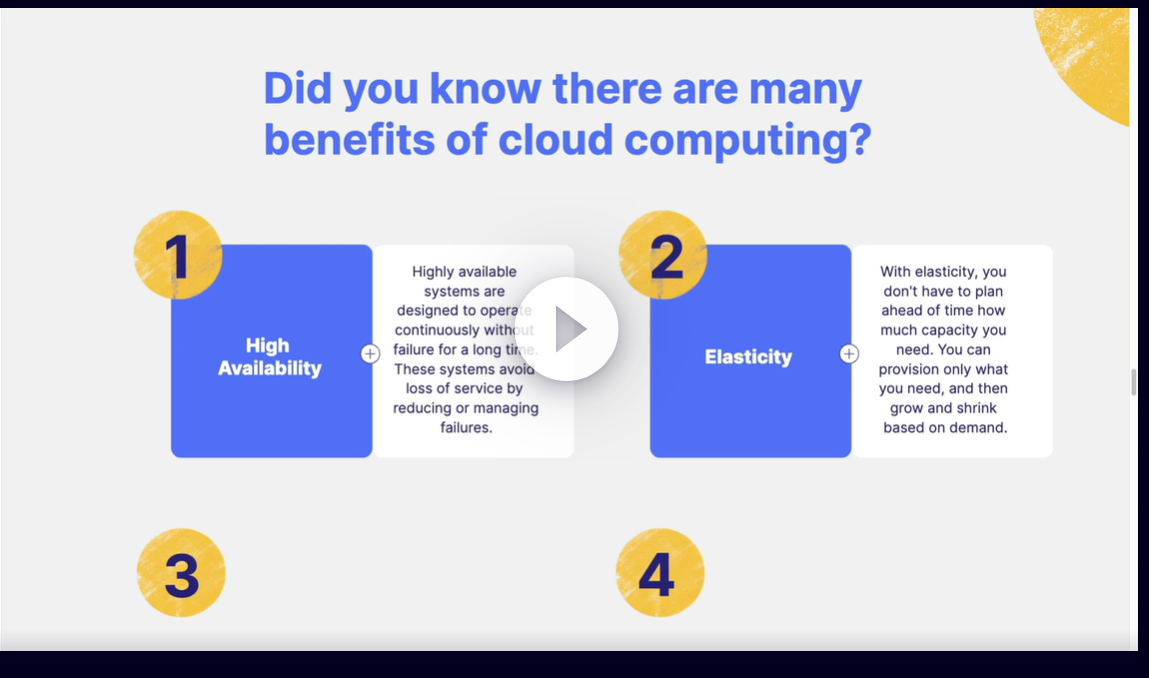 Did you know there are many
benefits of cloud computing?
1
High
Availability
Highly available
systems are
designed to operate
continuously without
failure for a long time.
These systems avoid
loss of service by
reducing or managing
failures.
2
Elasticity
With elasticity, you
don't have to plan
ahead of time how
much capacity you
need. You can
provision only what
you need, and then
grow and shrink
based on demand.
3
4